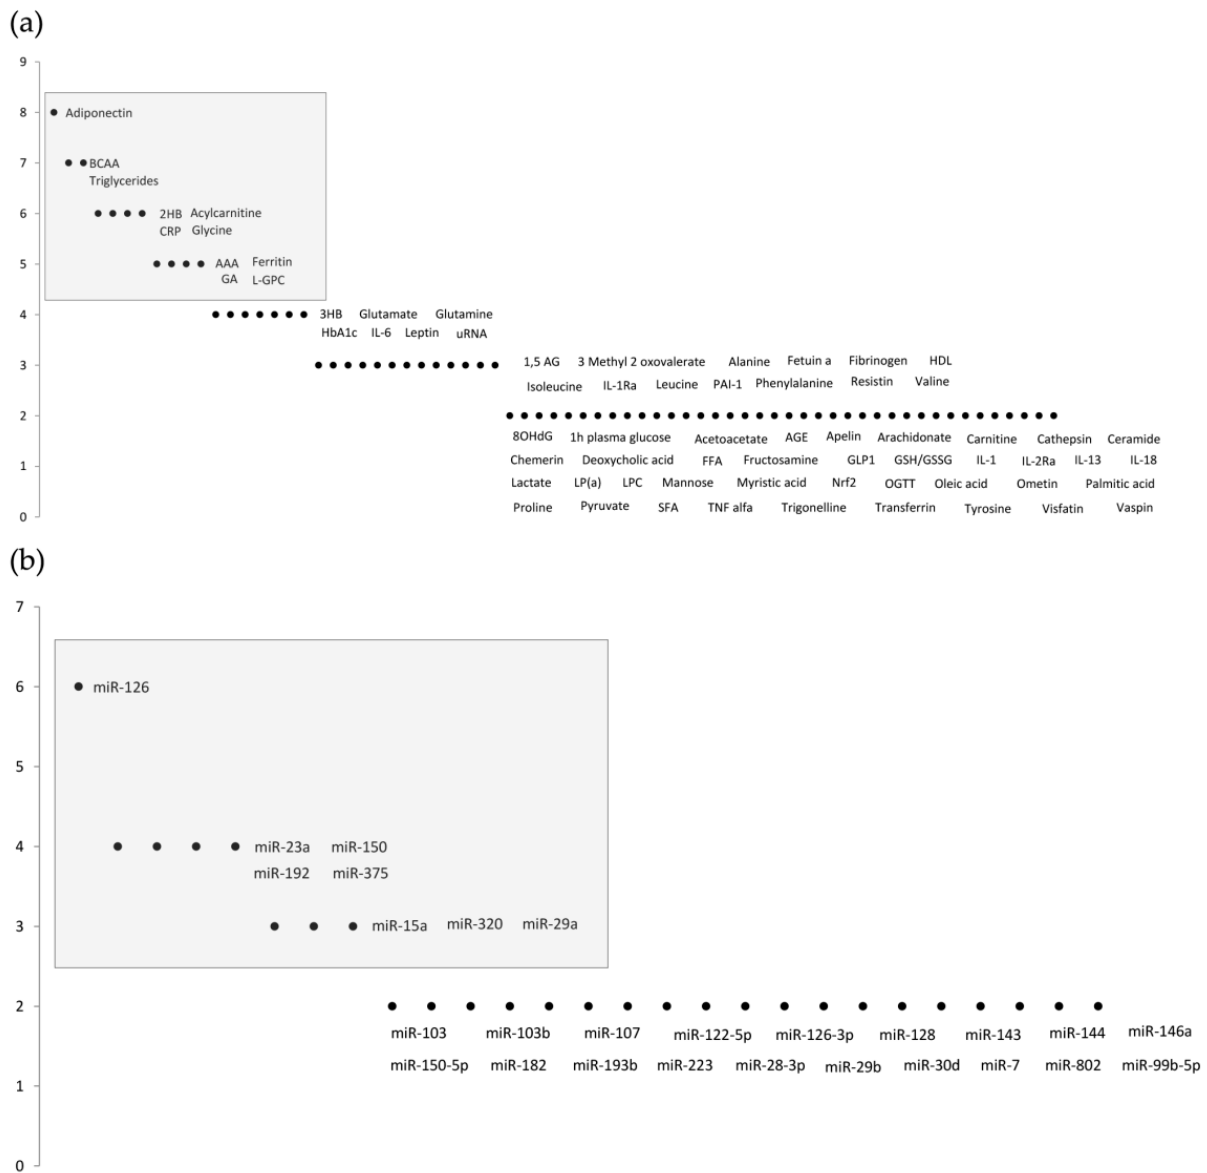 (a)
9
8
Adiponectin
7
BCAA
Triglycerides
6
2HB Acylcarnitine
CRP Glycine
5
AAA Ferritin
GA L-GPC
4
3HB Glutamate Glutamine
HbA1c IL-6 Leptin uRNA
3
1,5 AG 3 Methyl 2 oxovalerate Alanine Fetuin a Fibrinogen HDL
Isoleucine IL-1Ra Leucine PAI-1 Phenylalanine Resistin Valine
2
8OHdG 1h plasma glucose Acetoacetate AGE Apelin Arachidonate Carnitine Cathepsin Ceramide
1
Chemerin Deoxycholic acid FFA Fructosamine GLP1 GSH/GSSG IL-1 IL-2Ra IL-13 IL-18
Lactate LP(a) LPC Mannose Myristic acid Nrf2 OGTT Oleic acid Ometin Palmitic acid
0
Proline Pyruvate SFA TNF alfa Trigonelline Transferrin Tyrosine Visfatin Vaspin
(b)
7
6
miR-126
5
4
miR-23a miR-150
miR-192 miR-375
3
miR-15a miR-320 miR-29a
2
miR-103 miR-103b miR-107 miR-122-5p miR-126-3p miR-128 miR-143 miR-144 miR-146a
miR-150-5p miR-182 miR-193b miR-223 miR-28-3p miR-29b miR-30d miR-7 miR-802 miR-99b-5p
1
0